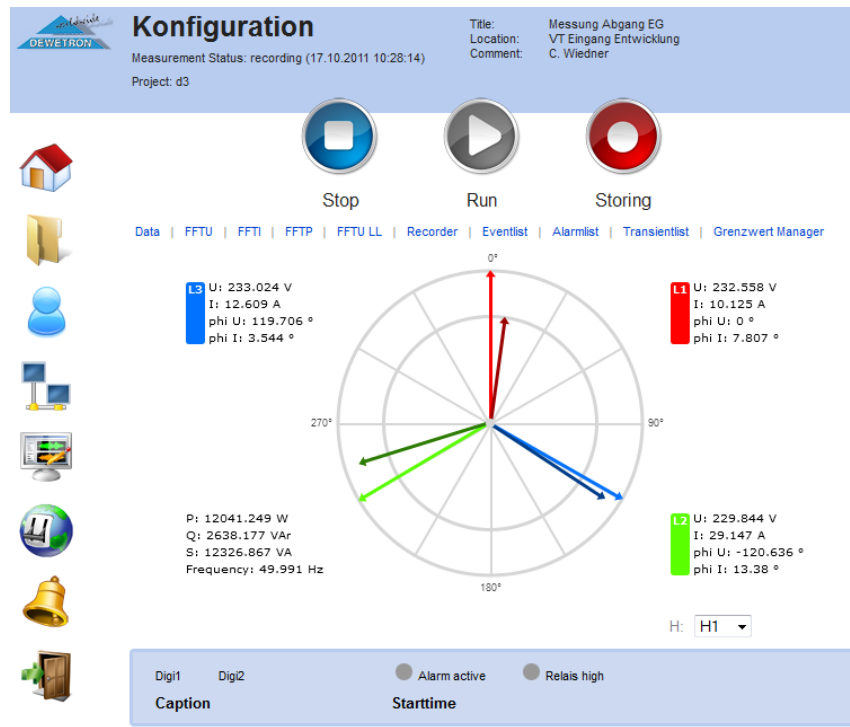 worldwide
DEWETRON
Konfiguration
Measurement Status: recording (17.10.2011 10:28:14)
Project: d3
Title: Messung Abgang EG
Location: VT Eingang Entwicklung
Comment: C. Wiedner
Stop Run Storing
Data | FFTU | FFTI | FFTP | FFTU LL | Recorder | Eventlist | Alarmlist | Transientlist | Grenzwert Manager
0°
L3 U: 233.024 V
I: 12.609 A
phi U: 119.706 °
phi I: 3.544 °
L1 U: 232.558 V
I: 10.125 A
phi U: 0 °
phi I: 7.807 °
270°
90°
P: 12041.249 W
Q: 2638.177 VAr
S: 12326.867 VA
Frequency: 49.991 Hz
L2 U: 229.844 V
I: 29.147 A
phi U: -120.636 °
phi I: 13.38 °
180°
H: H1
Digi1 Digi2 Alarm active Relais high
Caption Starttime